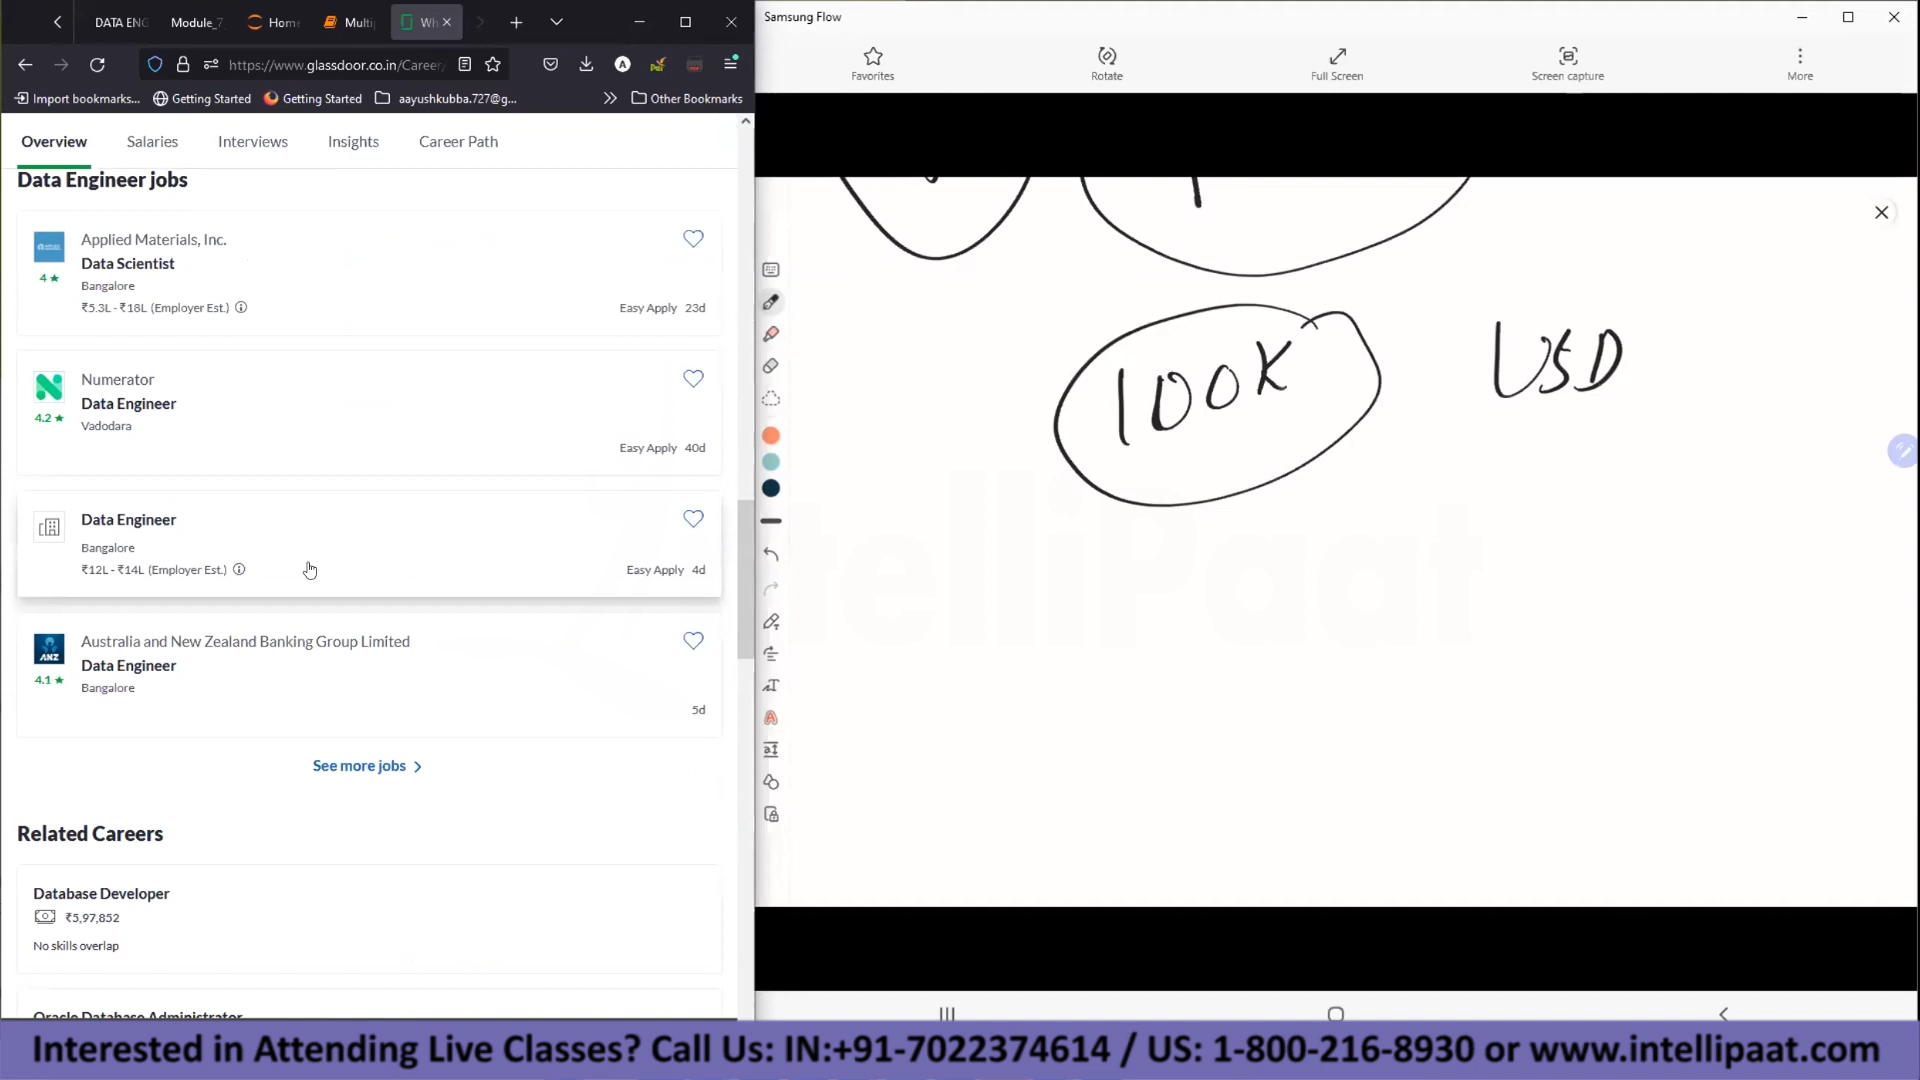 DATA ENG
Module_7
Home
Multip
Wh
https://www.glassdoor.co.in/Career/
Import bookmarks...
Getting Started
Getting Started
aayushkubba.727@g...
Other Bookmarks
Overview
Salaries
Interviews
Insights
Career Path
Data Engineer jobs
Applied Materials, Inc.
Data Scientist
4 ★
Bangalore
₹5.3L - ₹18L (Employer Est.)
Easy Apply 23d
Numerator
Data Engineer
4.2 ★
Vadodara
Easy Apply 40d
Data Engineer
Bangalore
₹12L - ₹14L (Employer Est.)
Easy Apply 4d
Australia and New Zealand Banking Group Limited
ANZ
Data Engineer
4.1 ★
Bangalore
5d
See more jobs
Related Careers
Database Developer
₹5,97,852
No skills overlap
Oracle Database Administrator
Samsung Flow
Favorites
Rotate
Full Screen
Screen capture
More
100K
USD
IntelliPaat
Interested in Attending Live Classes? Call Us: IN:+91-7022374614 / US: 1-800-216-8930 or www.intellipaat.com